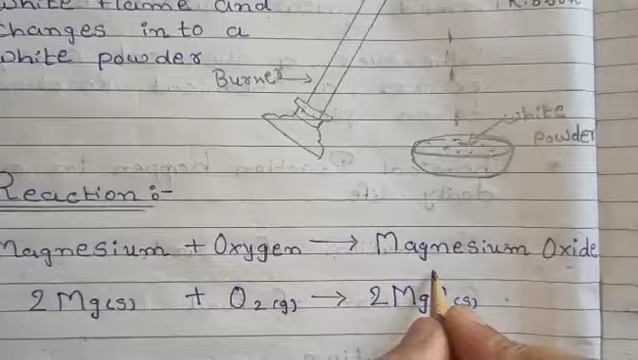 white flame and
changes in to a
white powder
Ribbon
Burner
white
powder
Reaction :-
Magnesium + Oxygen → Magnesium Oxide
2Mg(s) + O₂(g) → 2Mg (s)